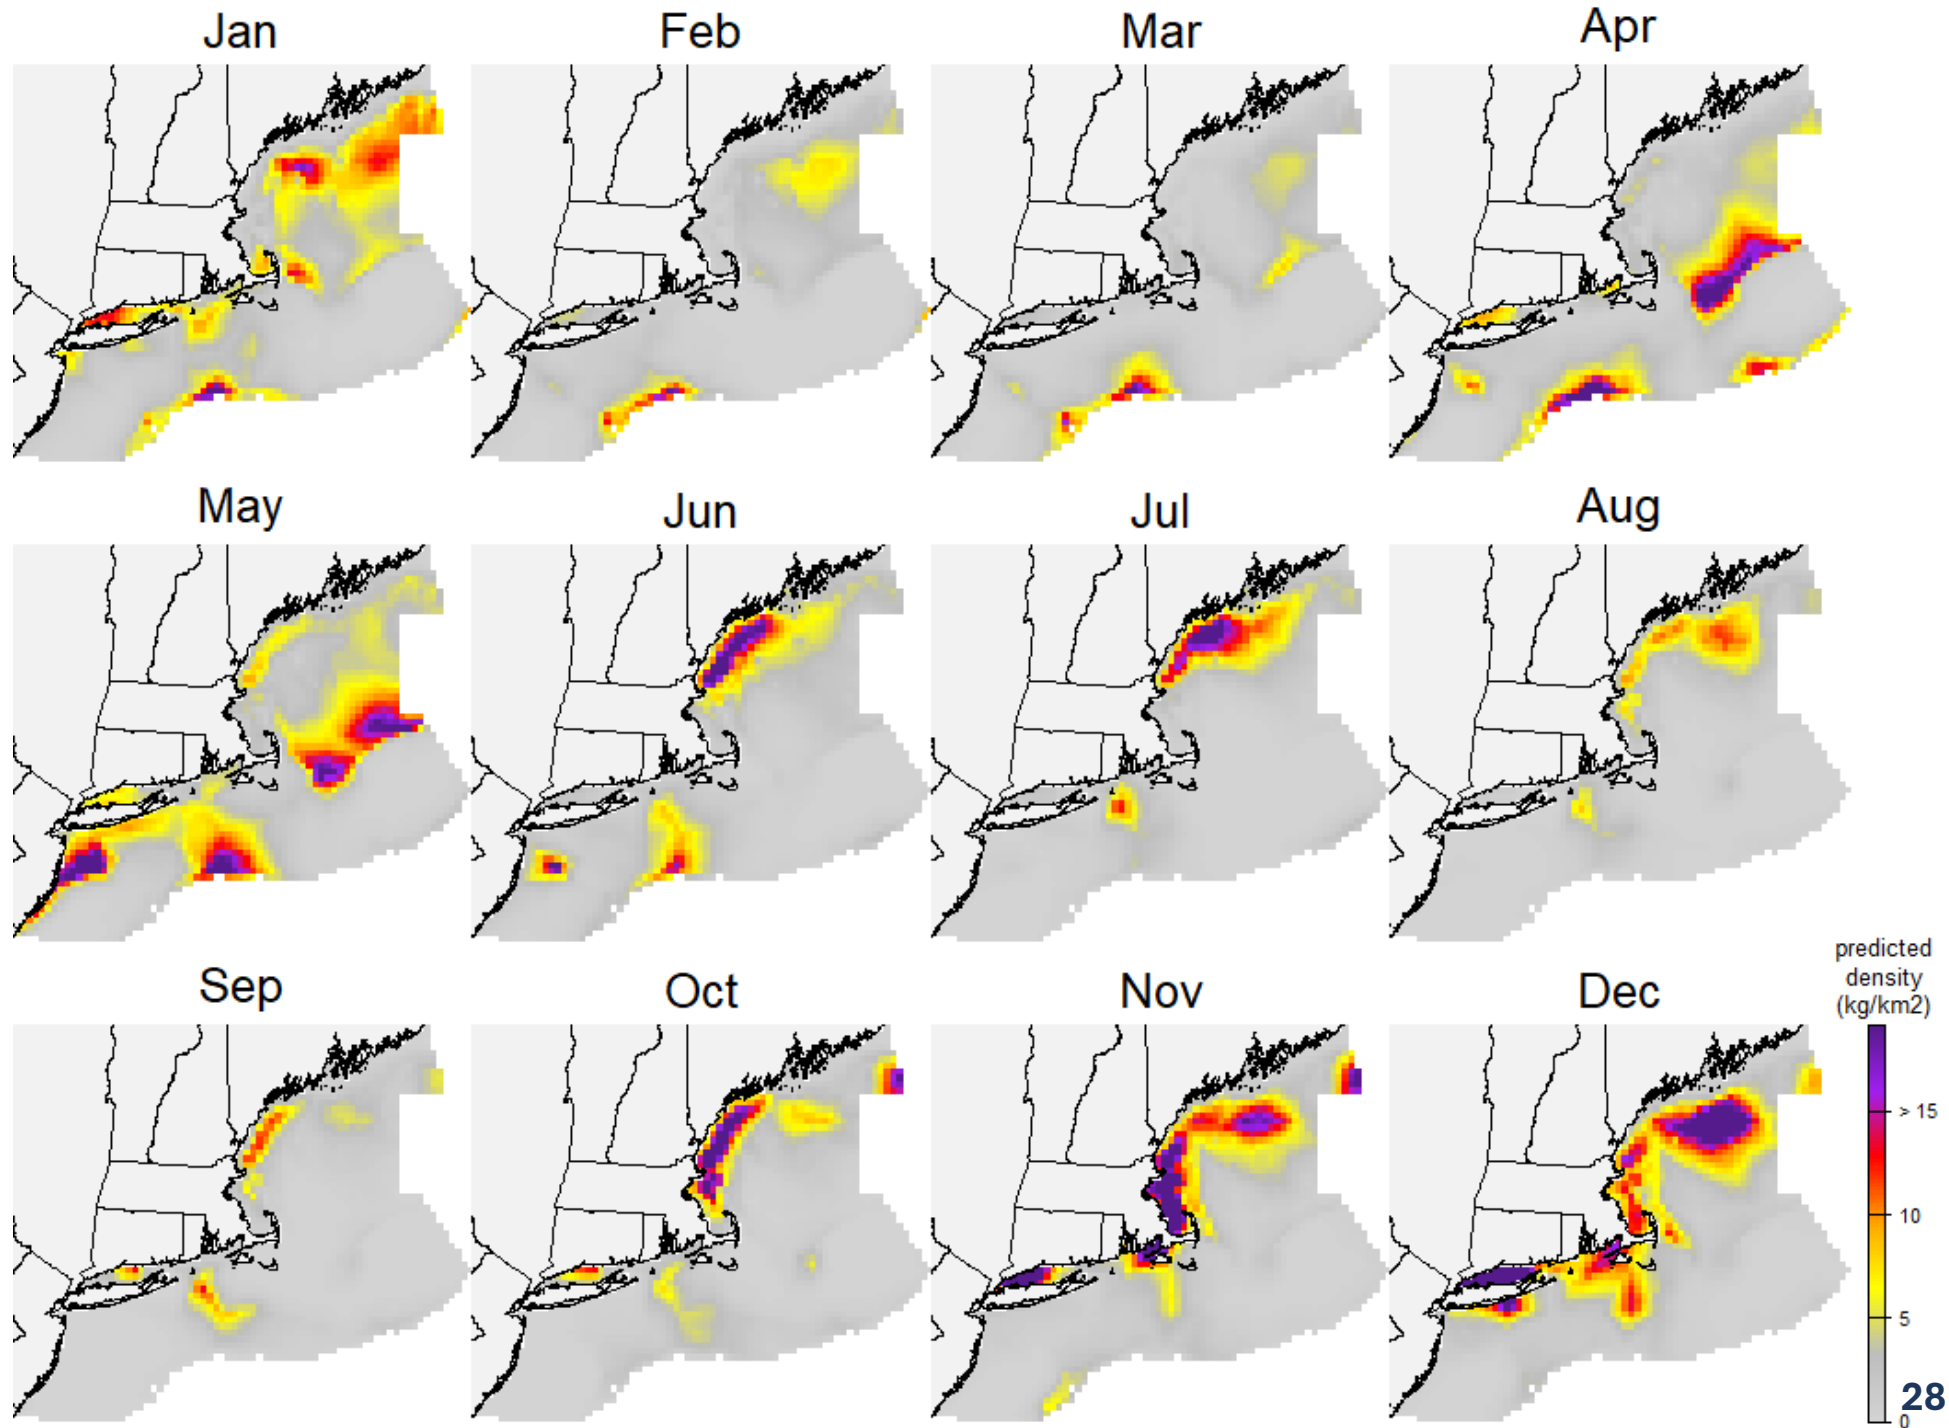 Jan
Feb
Mar
Apr
May
Jun
Jul
Aug
Sep
Oct
Nov
Dec
predicted
density
(kg/km2)
> 15
10
5
0
28